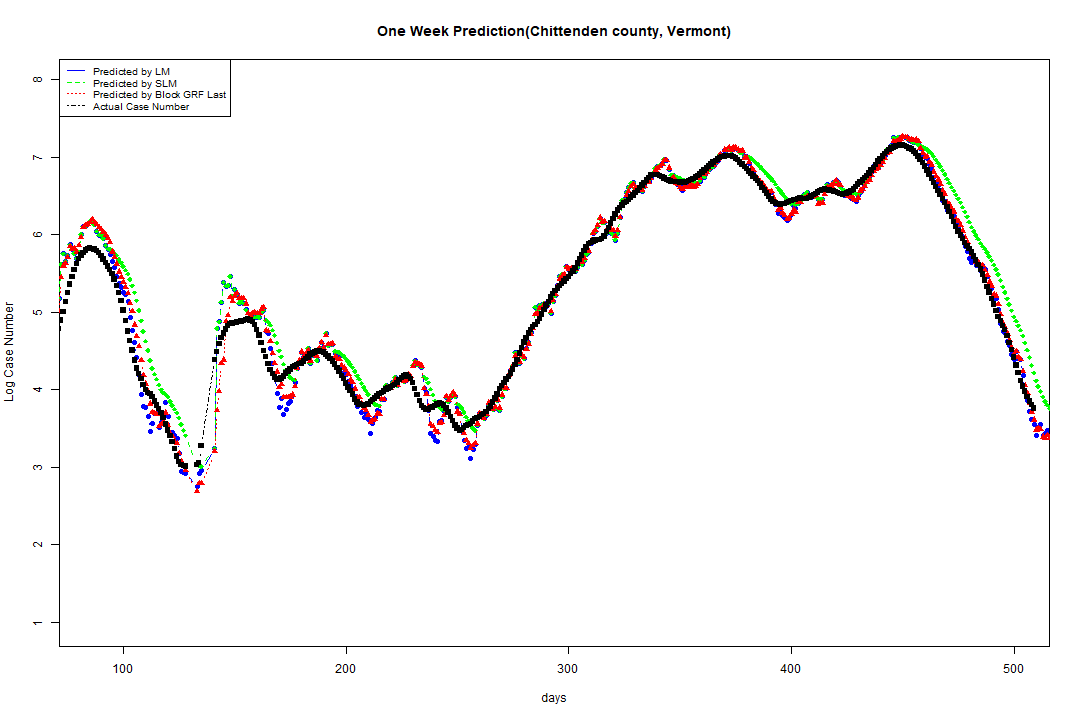 One Week Prediction(Chittenden county, Vermont)
Predicted by LM
Predicted by SLM
Predicted by Block GRF Last
Actual Case Number
Log Case Number
8
7
6
5
4
3
2
1
100 200 300 400 500
days